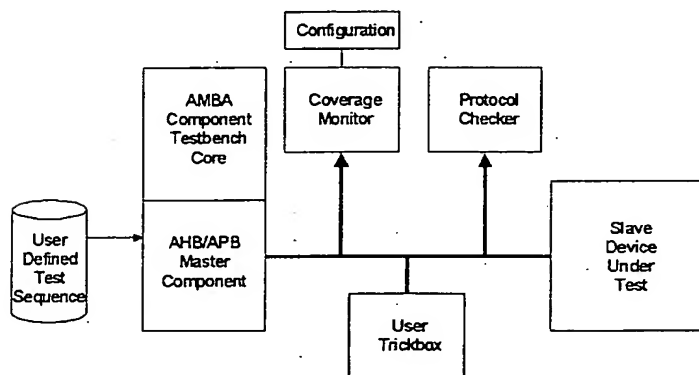 Configuration
AMBA
Component
Testbench
Core
Coverage
Monitor
Protocol
Checker
User
Defined
Test
Sequence
AHB/APB
Master
Component
Slave
Device
Under
Test
User
Trickbox